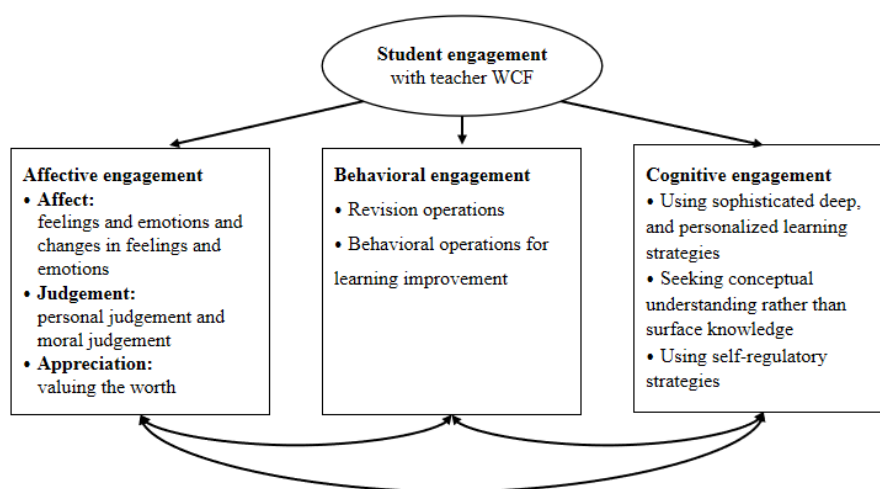 Student engagement
with teacher WCF
Affective engagement
• Affect:
feelings and emotions and
changes in feelings and
emotions
• Judgement:
personal judgement and
moral judgement
• Appreciation:
valuing the worth
Behavioral engagement
• Revision operations
• Behavioral operations for
learning improvement
Cognitive engagement
• Using sophisticated deep,
and personalized learning
strategies
• Seeking conceptual
understanding rather than
surface knowledge
• Using self-regulatory
strategies